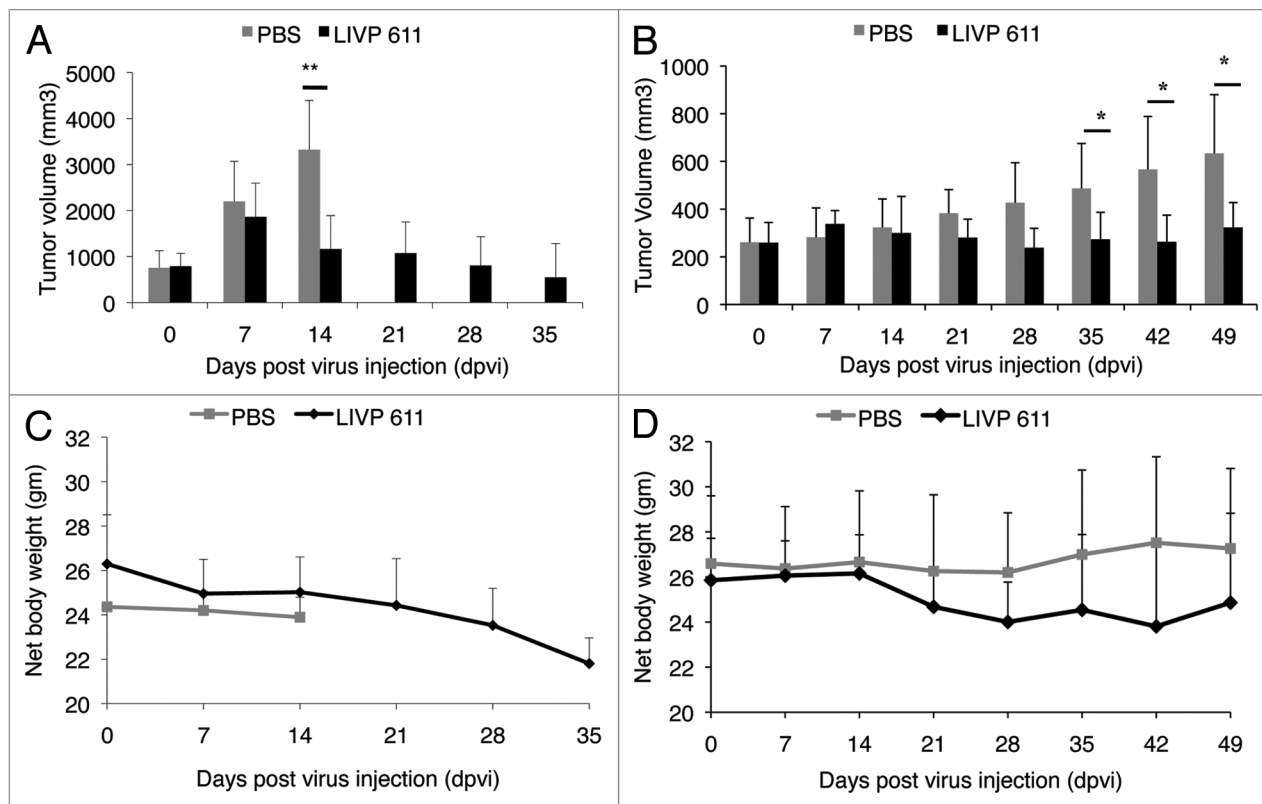 A
PBS LIVP 611
**
Tumor volume (mm3)
5000
4000
3000
2000
1000
0
0 7 14 21 28 35
Days post virus injection (dpvi)
B
PBS LIVP 611
* * *
Tumor Volume (mm3)
1000
800
600
400
200
0
0 7 14 21 28 35 42 49
Days post virus injection (dpvi)
C
PBS LIVP 611
Net body weight (gm)
32
30
28
26
24
22
20
0 7 14 21 28 35
Days post virus injection (dpvi)
D
PBS LIVP 611
Net body weight (gm)
32
30
28
26
24
22
20
0 7 14 21 28 35 42 49
Days post virus injection (dpvi)